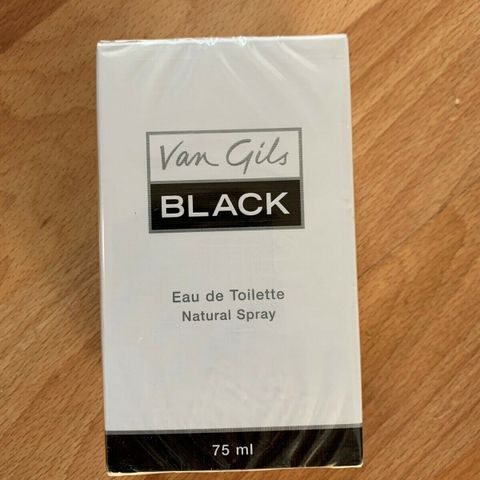 Van Gils
BLACK
Eau de Toilette
Natural Spray
75 ml